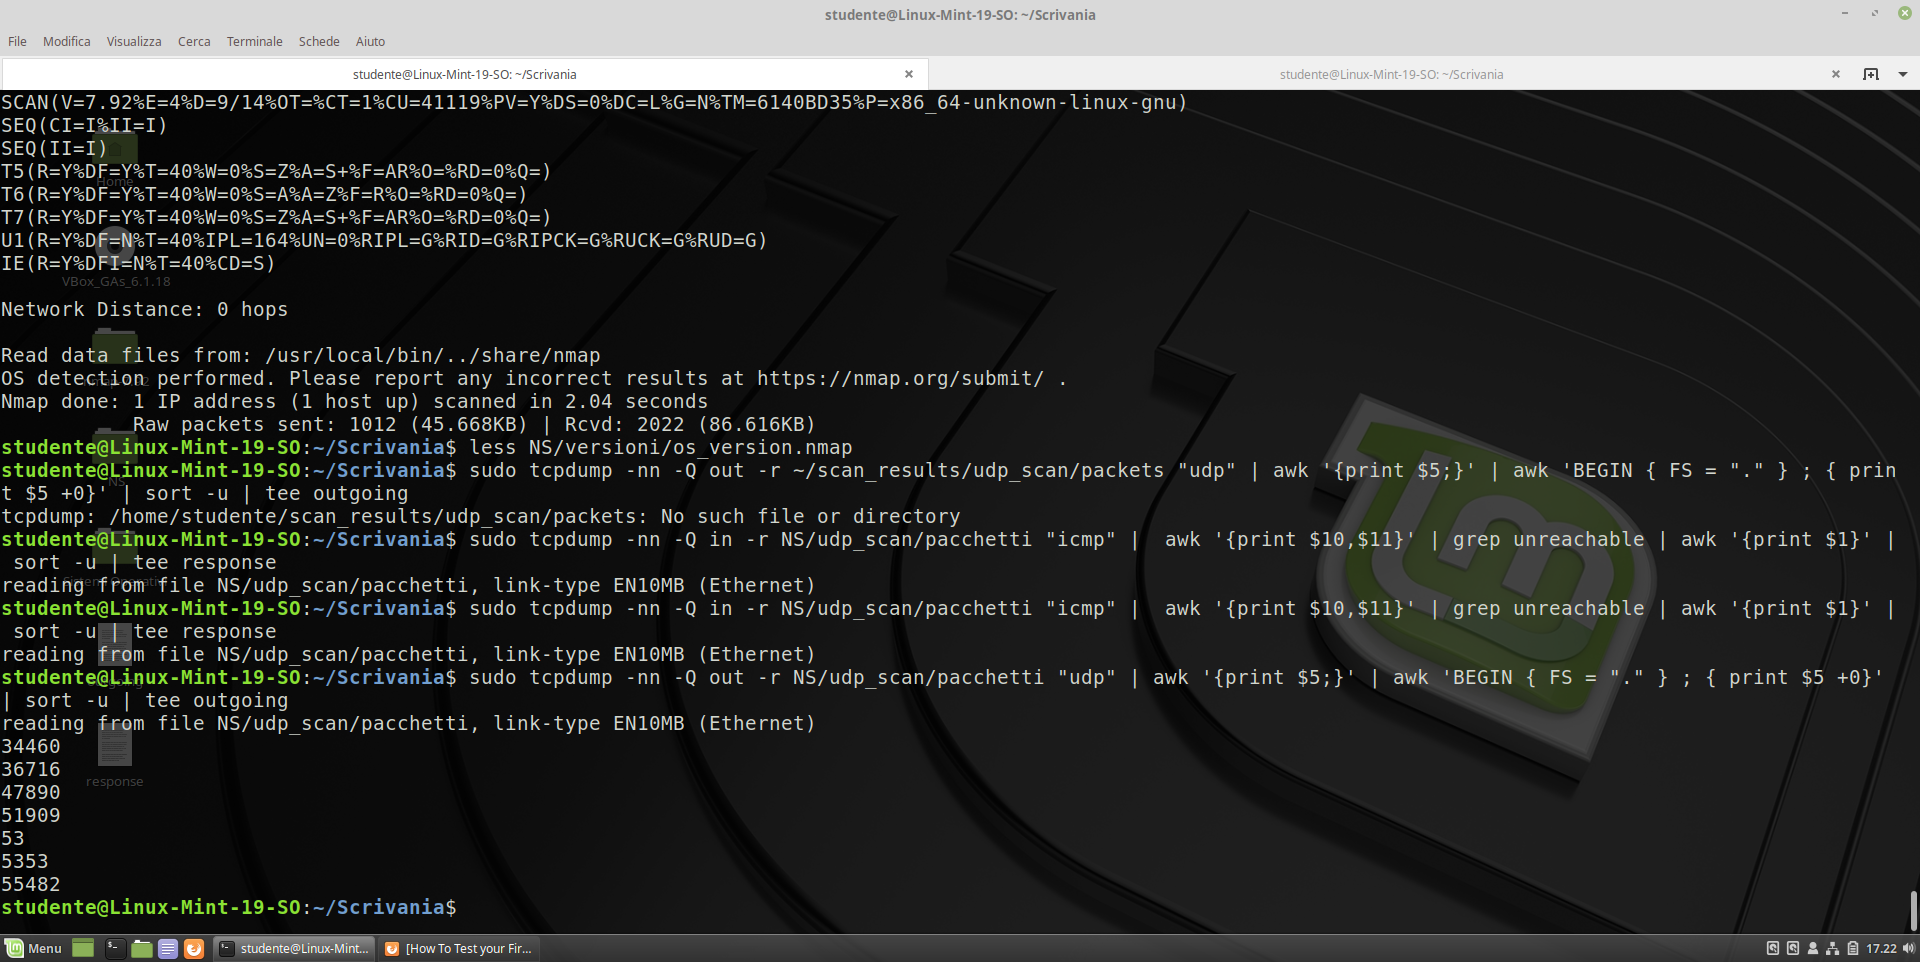 studente@Linux-Mint-19-SO: ~/Scrivania
File Modifica Visualizza Cerca Terminale Schede Aiuto
studente@Linux-Mint-19-SO: ~/Scrivania
studente@Linux-Mint-19-SO: ~/Scrivania
SCAN(V=7.92%E=4%D=9/14%OT=%CT=1%CU=41119%PV=Y%DS=0%DC=L%G=N%TM=6140BD35%P=x86_64-unknown-linux-gnu)
SEQ(CI=I%II=I)
SEQ(II=I)
T5(R=Y%DF=Y%T=40%W=0%S=Z%A=S+%F=AR%O=%RD=0%Q=)
Home
T6(R=Y%DF=Y%T=40%W=0%S=A%A=Z%F=R%O=%RD=0%Q=)
T7(R=Y%DF=Y%T=40%W=0%S=Z%A=S+%F=AR%O=%RD=0%Q=)
U1(R=Y%DF=N%T=40%IPL=164%UN=0%RIPL=G%RID=G%RIPCK=G%RUCK=G%RUD=G)
IE(R=Y%DFI=N%T=40%CD=S)
VBox_GAs_6.1.18
Network Distance: 0 hops
Read data files from: /usr/local/bin/../share/nmap
OS detection performed. Please report any incorrect results at https://nmap.org/submit/ .
Nmap done: 1 IP address (1 host up) scanned in 2.04 seconds
Raw packets sent: 1012 (45.668KB) | Rcvd: 2022 (86.616KB)
studente@Linux-Mint-19-SO:~/Scrivania$ less NS/versioni/os_version.nmap
studente@Linux-Mint-19-SO:~/Scrivania$ sudo tcpdump -nn -Q out -r ~/scan_results/udp_scan/packets "udp" | awk '{print $5;}' | awk 'BEGIN { FS = "." } ; { prin
NS
t $5 +0}' | sort -u | tee outgoing
tcpdump: /home/studente/scan_results/udp_scan/packets: No such file or directory
studente@Linux-Mint-19-SO:~/Scrivania$ sudo tcpdump -nn -Q in -r NS/udp_scan/pacchetti "icmp" |  awk '{print $10,$11}' | grep unreachable | awk '{print $1}' |
sort -u | tee response
reading from file NS/udp_scan/pacchetti, link-type EN10MB (Ethernet)
studente@Linux-Mint-19-SO:~/Scrivania$ sudo tcpdump -nn -Q in -r NS/udp_scan/pacchetti "icmp" |  awk '{print $10,$11}' | grep unreachable | awk '{print $1}' |
sort -u | tee response
reading from file NS/udp_scan/pacchetti, link-type EN10MB (Ethernet)
studente@Linux-Mint-19-SO:~/Scrivania$ sudo tcpdump -nn -Q out -r NS/udp_scan/pacchetti "udp" | awk '{print $5;}' | awk 'BEGIN { FS = "." } ; { print $5 +0}'
| sort -u | tee outgoing
reading from file NS/udp_scan/pacchetti, link-type EN10MB (Ethernet)
34460
36716
47890
response
51909
53
5353
55482
studente@Linux-Mint-19-SO:~/Scrivania$
Menu
studente@Linux-Mint...
[How To Test your Fir...
17.22